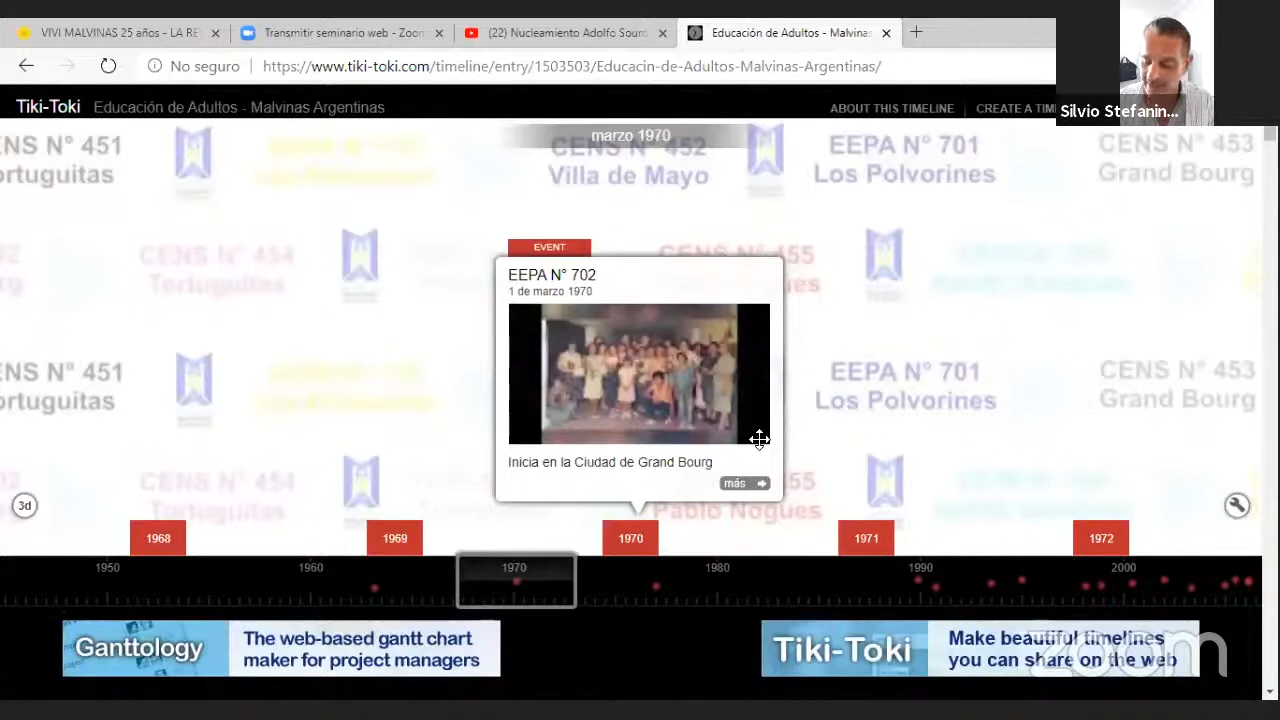 VIVI MALVINAS 25 años - LA RE
Transmitir seminario web - Zoom
(22) Nucleamiento Adolfo Souro
Educación de Adultos - Malvinas
No seguro
https://www.tiki-toki.com/timeline/entry/1503503/Educacin-de-Adultos-Malvinas-Argentinas/
Silvio Stefanin...
Tiki-Toki
Educación de Adultos - Malvinas Argentinas
ABOUT THIS TIMELINE
CREATE A TIM
marzo 1970
ENS N° 451
ortuguitas
CENS N° 452
Villa de Mayo
EEPA N° 701
Los Polvorines
CENS N° 453
Grand Bourg
CENS N° 454
Tortuguitas
EVENT
EEPA N° 702
1 de marzo 1970
Inicia en la Ciudad de Grand Bourg
más
ENS N° 451
ortuguitas
EEPA N° 701
Los Polvorines
CENS N° 453
Grand Bourg
CENS N° 454
Tortuguitas
Pablo Nogues
3d
1968
1969
1970
1971
1972
1950
1960
1970
1980
1990
2000
Ganttology
The web-based gantt chart
maker for project managers
Tiki-Toki
Make beautiful timelines
you can share on the web
zoom